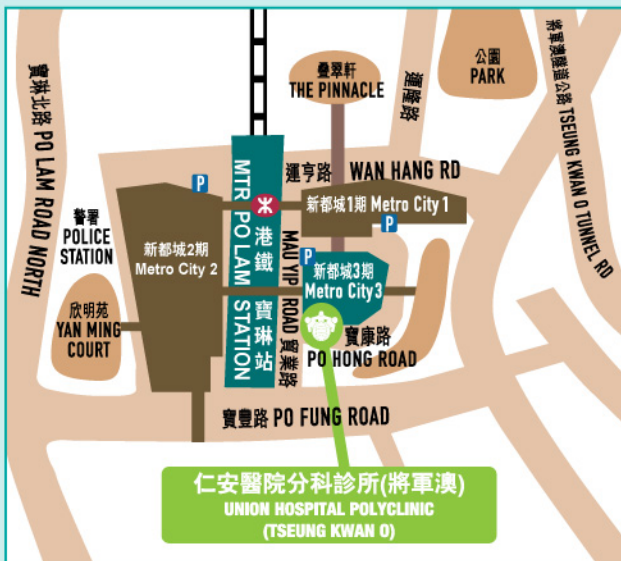 公園
PARK
疊翠軒
THE PINNACLE
運隆路
將軍澳隧道公路 TSEUNG KWAN O TUNNEL RD
寶琳北路 PO LAM ROAD NORTH
運亨路 WAN HANG RD
P
MTR PO LAM STATION
港鐵 寶琳站
新都城1期 Metro City 1
P
警署
POLICE
STATION
新都城2期
Metro City 2
MAU YIP ROAD 貿業路
P
新都城3期
Metro City3
欣明苑
YAN MING
COURT
寶康路
PO HONG ROAD
P
寶豐路 PO FUNG ROAD
仁安醫院分科診所(將軍澳)
UNION HOSPITAL POLYCLINIC
(TSEUNG KWAN O)